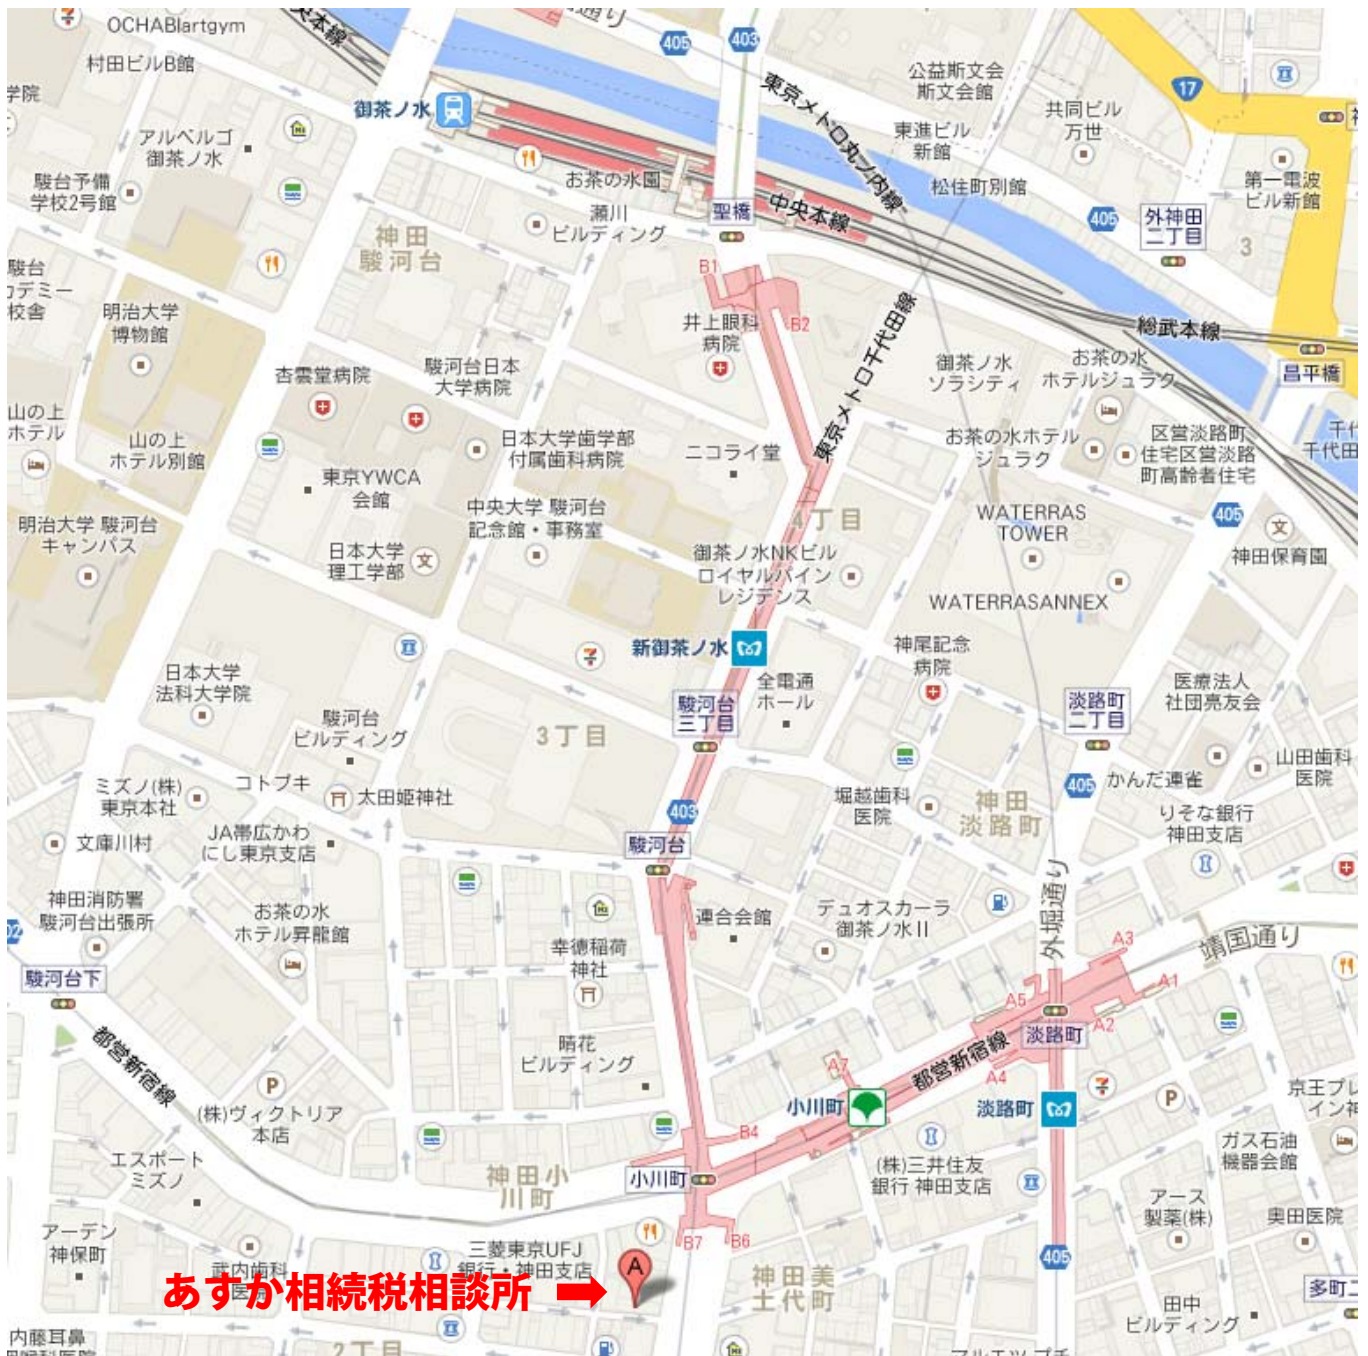 OCHABIartgym
央本線
通り
405
403
村田ビルB館
学院
御茶ノ水
公益斯文会
斯文会館
17
アルベルゴ
御茶ノ水
東京メトロ丸ノ内線
東進ビル
新館
共同ビル
万世
駿台予備
学校2号館
お茶の水園
松住町別館
第一電波
ビル新館
瀬川
ビルディング
聖橋
中央本線
405
外神田
二丁目
3
神田
駿河台
B1
明治大学
博物館
井上眼科
病院
B2
東京メトロ千代田線
総武本線
杏雲堂病院
駿河台日本
大学病院
御茶ノ水
ソラシティ
お茶の水
ホテルジュラク
昌平橋
山の上
ホテル
山の上
ホテル別館
日本大学歯学部
付属歯科病院
ニコライ堂
お茶の水ホテル
ジュラク
区営淡路町
住宅区営淡路
町高齢者住宅
千代田
東京YWCA
会館
明治大学 駿河台
キャンパス
中央大学 駿河台
記念館・事務室
4丁目
WATERRAS
TOWER
405
文
神田保育園
日本大学
理工学部
文
御茶ノ水NKビル
ロイヤルパイン
レジデンス
WATERRASANNEX
新御茶ノ水
神尾記念
病院
日本大学
法科大学院
全電通
ホール
医療法人
社団亮友会
駿河台
三丁目
淡路町
二丁目
駿河台
ビルディング
3丁目
山田歯科
医院
ミズノ(株)
東京本社
コトブキ
太田姫神社
403
堀越歯科
医院
神田
淡路町
405
かんだ連雀
りそな銀行
神田支店
文庫川村
JA帯広かわ
にし東京支店
駿河台
神田消防署
駿河台出張所
お茶の水
ホテル昇龍館
連合会館
デュオスカーラ
御茶ノ水II
外堀通り
靖国通り
幸徳稲荷
神社
A3
A1
駿河台下
A5
A2
淡路町
都営新宿線
晴花
ビルディング
A7
都営新宿線
A4
P
(株)ヴィクトリア
本店
小川町
淡路町
P
B4
エスポート
ミズノ
神田小
川町
小川町
(株)三井住友
銀行 神田支店
ガス石油
機器会館
アーデン
神保町
アース
製薬(株)
奥田医院
B7
B6
武内歯科
医院
三菱東京UFJ
銀行・神田支店
A
405
あすか相続税相談所
神田美
土代町
田中
ビルディング
多町二
内藤耳鼻
2丁目